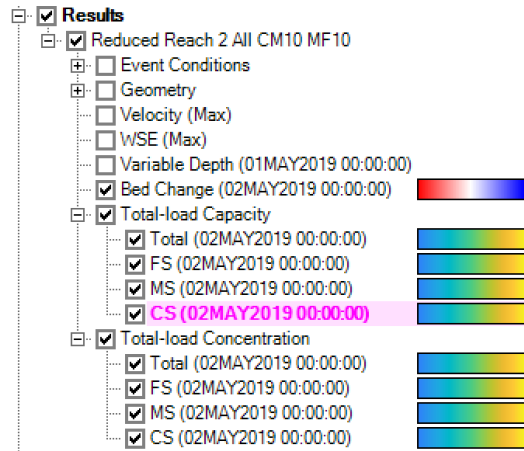 Results
Reduced Reach 2 All CM10 MF10
Event Conditions
Geometry
Velocity (Max)
WSE (Max)
Variable Depth (01MAY2019 00:00:00)
Bed Change (02MAY2019 00:00:00)
Total-load Capacity
Total (02MAY2019 00:00:00)
FS (02MAY2019 00:00:00)
MS (02MAY2019 00:00:00)
CS (02MAY2019 00:00:00)
Total-load Concentration
Total (02MAY2019 00:00:00)
FS (02MAY2019 00:00:00)
MS (02MAY2019 00:00:00)
CS (02MAY2019 00:00:00)